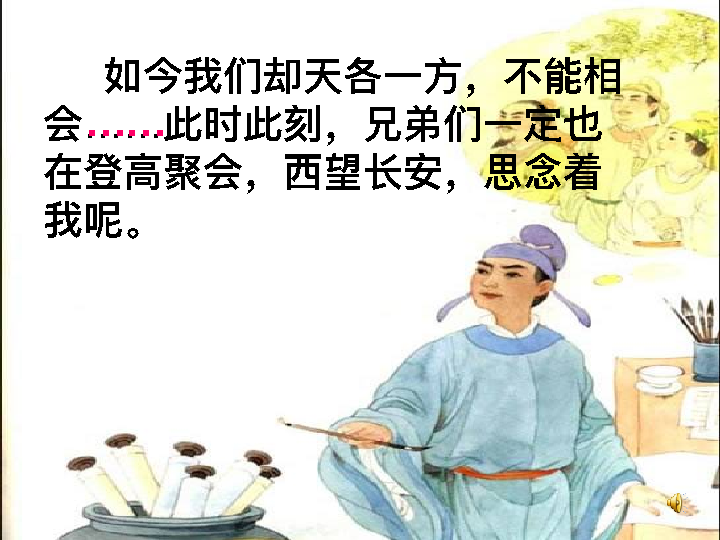 如今我们却天各一方，不能相
会……此时此刻，兄弟们一定也
在登高聚会，西望长安，思念着
我呢。